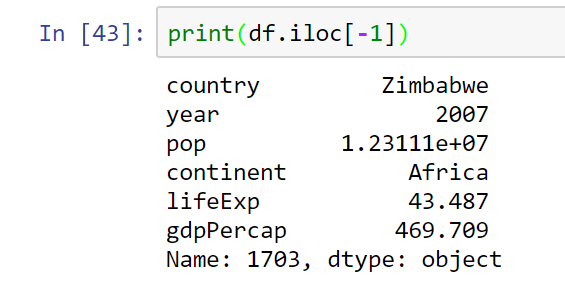 In [43]: print(df.iloc[-1])
country Zimbabwe
year 2007
pop 1.23111e+07
continent Africa
lifeExp 43.487
gdpPercap 469.709
Name: 1703, dtype: object